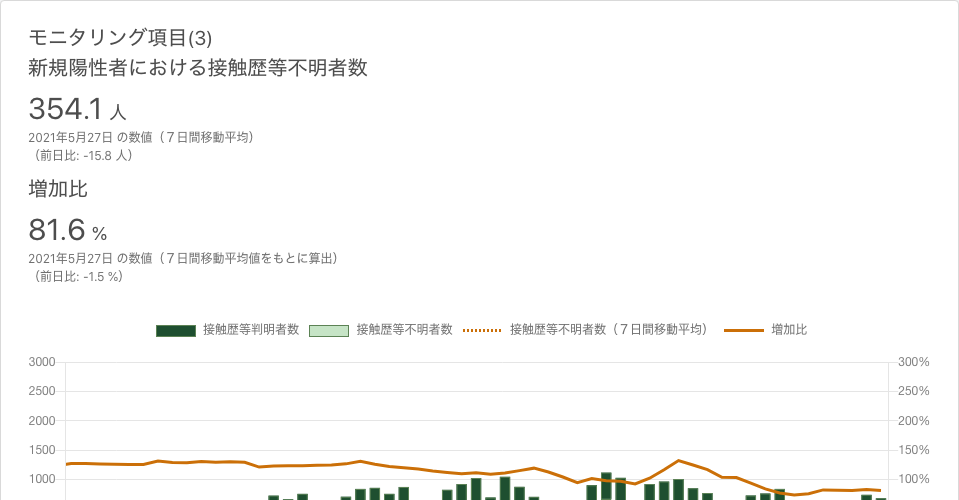 モニタリング項目(3)
新規陽性者における接触歴等不明者数
354.1 人
2021年5月27日 の数値（７日間移動平均）
（前日比: -15.8 人）
増加比
81.6 %
2021年5月27日 の数値（７日間移動平均値をもとに算出）
（前日比: -1.5 %）
接触歴等判明者数 接触歴等不明者数 接触歴等不明者数（７日間移動平均） 増加比
3000 300%
2500 250%
2000 200%
1500 150%
1000 100%